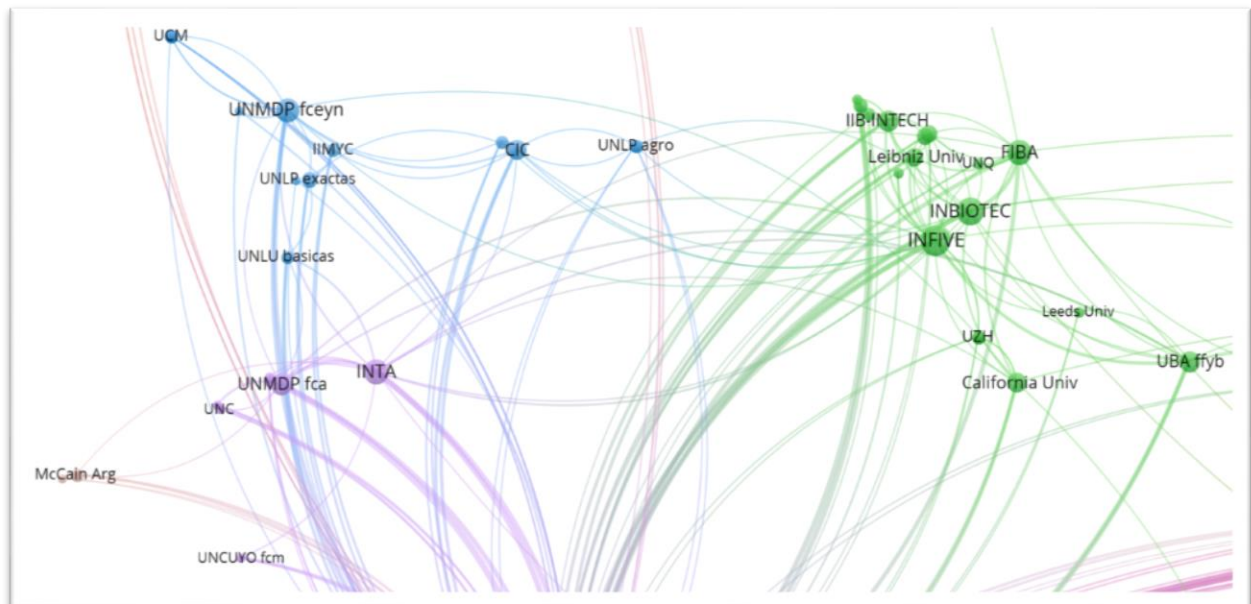 UCM
UNMDP fceyn
IIMYC
UNLP exactas
CIC
UNLP agro
IIB-INTECH
Leibniz Univ
UNQ
FIBA
INBIOTEC
INFIVE
UNLU basicas
Leeds Univ
UZH
UBA ffyb
California Univ
INTA
UNMDP fca
UNC
McCain Arg
UNCUYO fcm